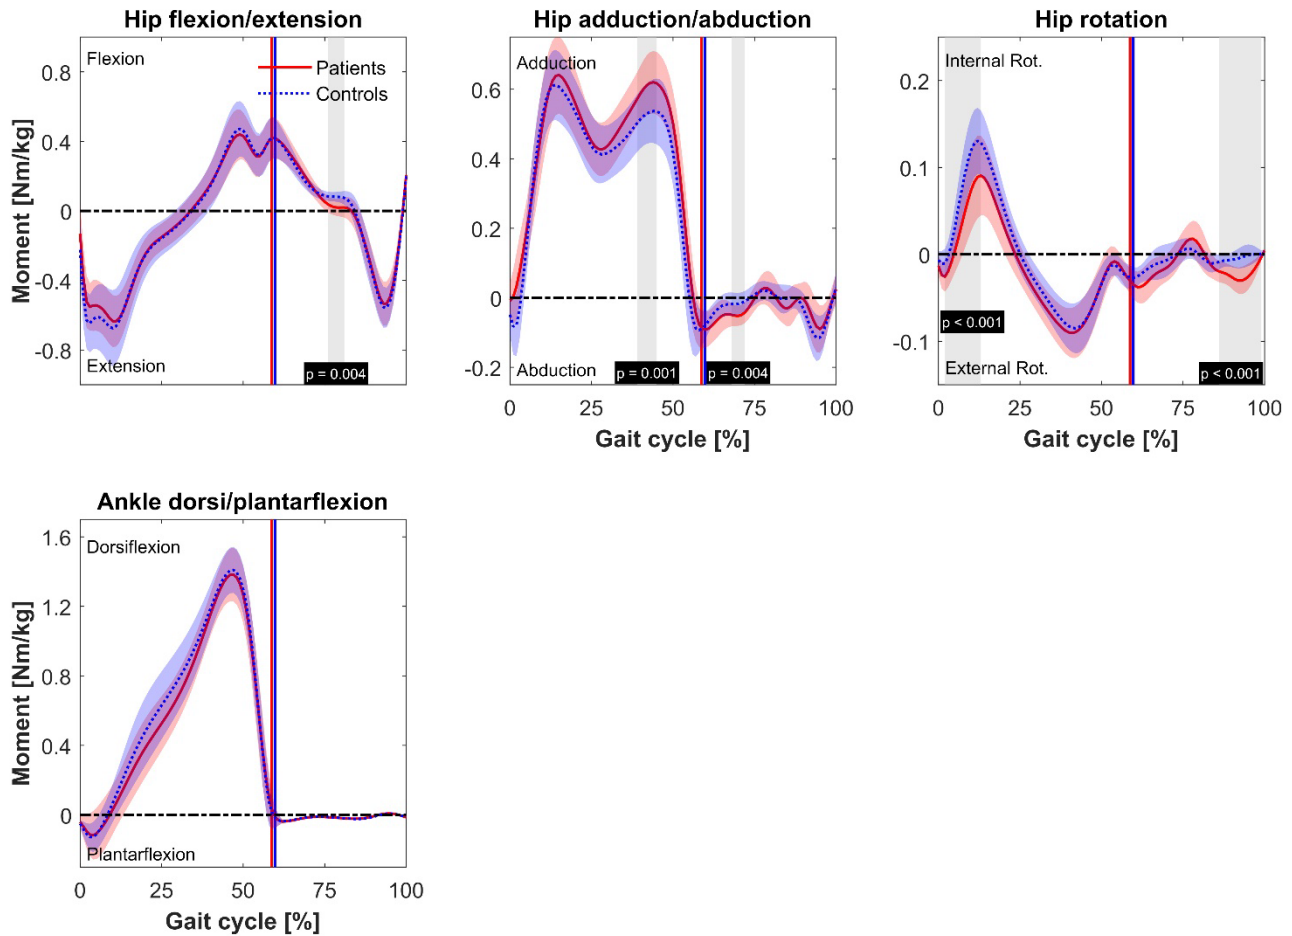 Hip flexion/extension
Hip adduction/abduction
Hip rotation
Moment [Nm/kg]
0.8
0.4
0
-0.4
-0.8
Flexion
Patients
Controls
Extension
p = 0.004
0.6
0.4
0.2
0
-0.2
Adduction
Abduction
p = 0.001
p = 0.004
0
25
50
75
100
Gait cycle [%]
0.2
0.1
0
-0.1
Internal Rot.
p < 0.001
External Rot.
p < 0.001
0
25
50
75
100
Gait cycle [%]
Ankle dorsi/plantarflexion
Moment [Nm/kg]
1.6
1.2
0.8
0.4
0
Dorsiflexion
Plantarflexion
0
25
50
75
100
Gait cycle [%]